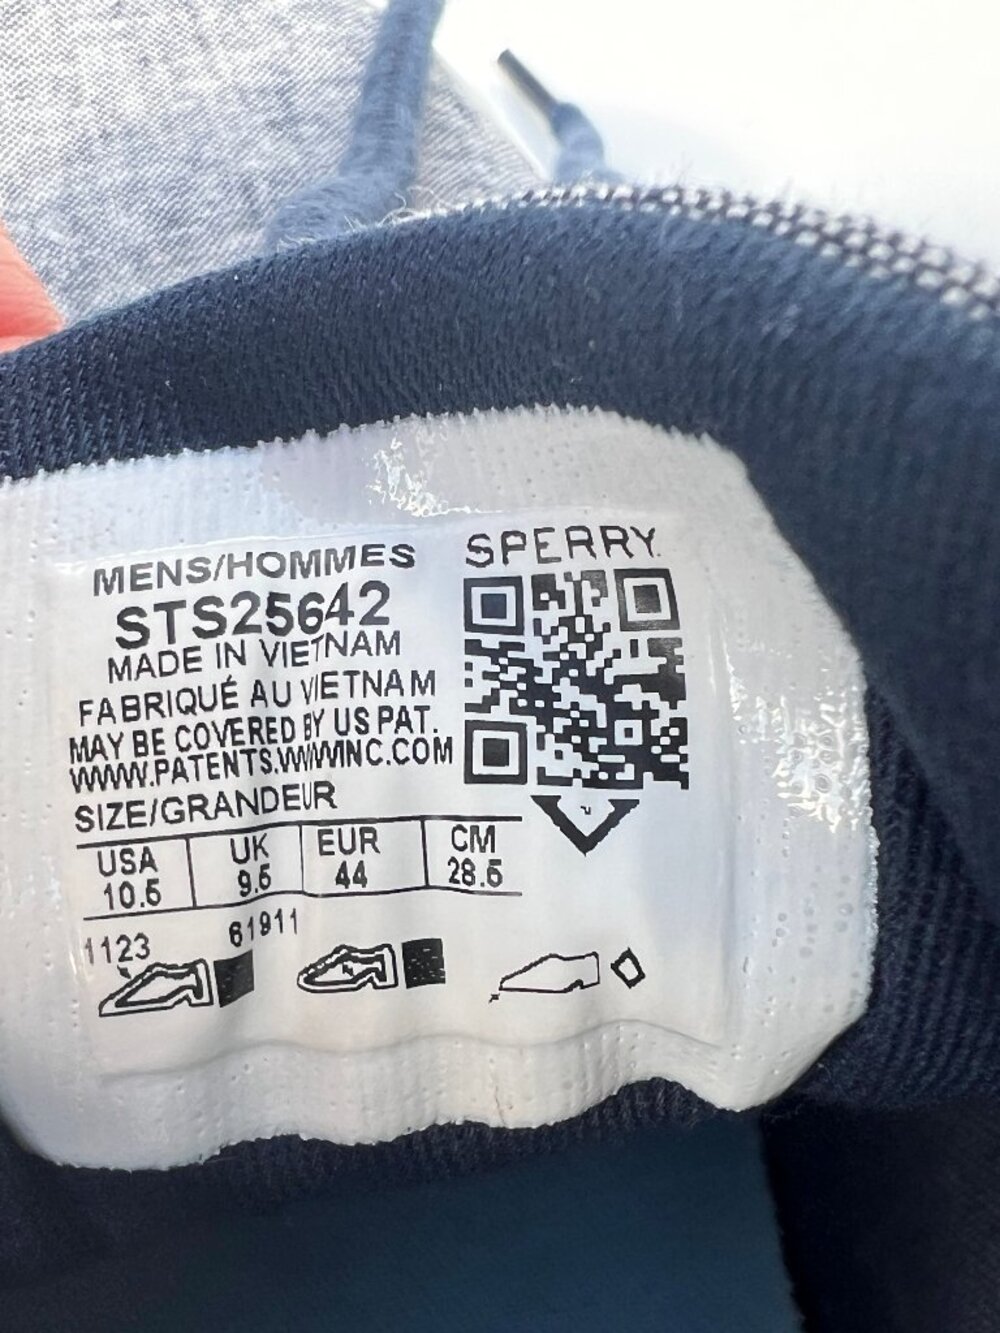 MENS/HOMMES
STS25642
MADE IN VIETNAM
FABRIQUÉ AU VIETNAM
MAY BE COVERED BY US PAT.
WWW.PATENTS.WWWINC.COM
SPERRY
SIZE/GRANDEUR
USA UK EUR CM
10.5 9.5 44 28.5
1123 61911